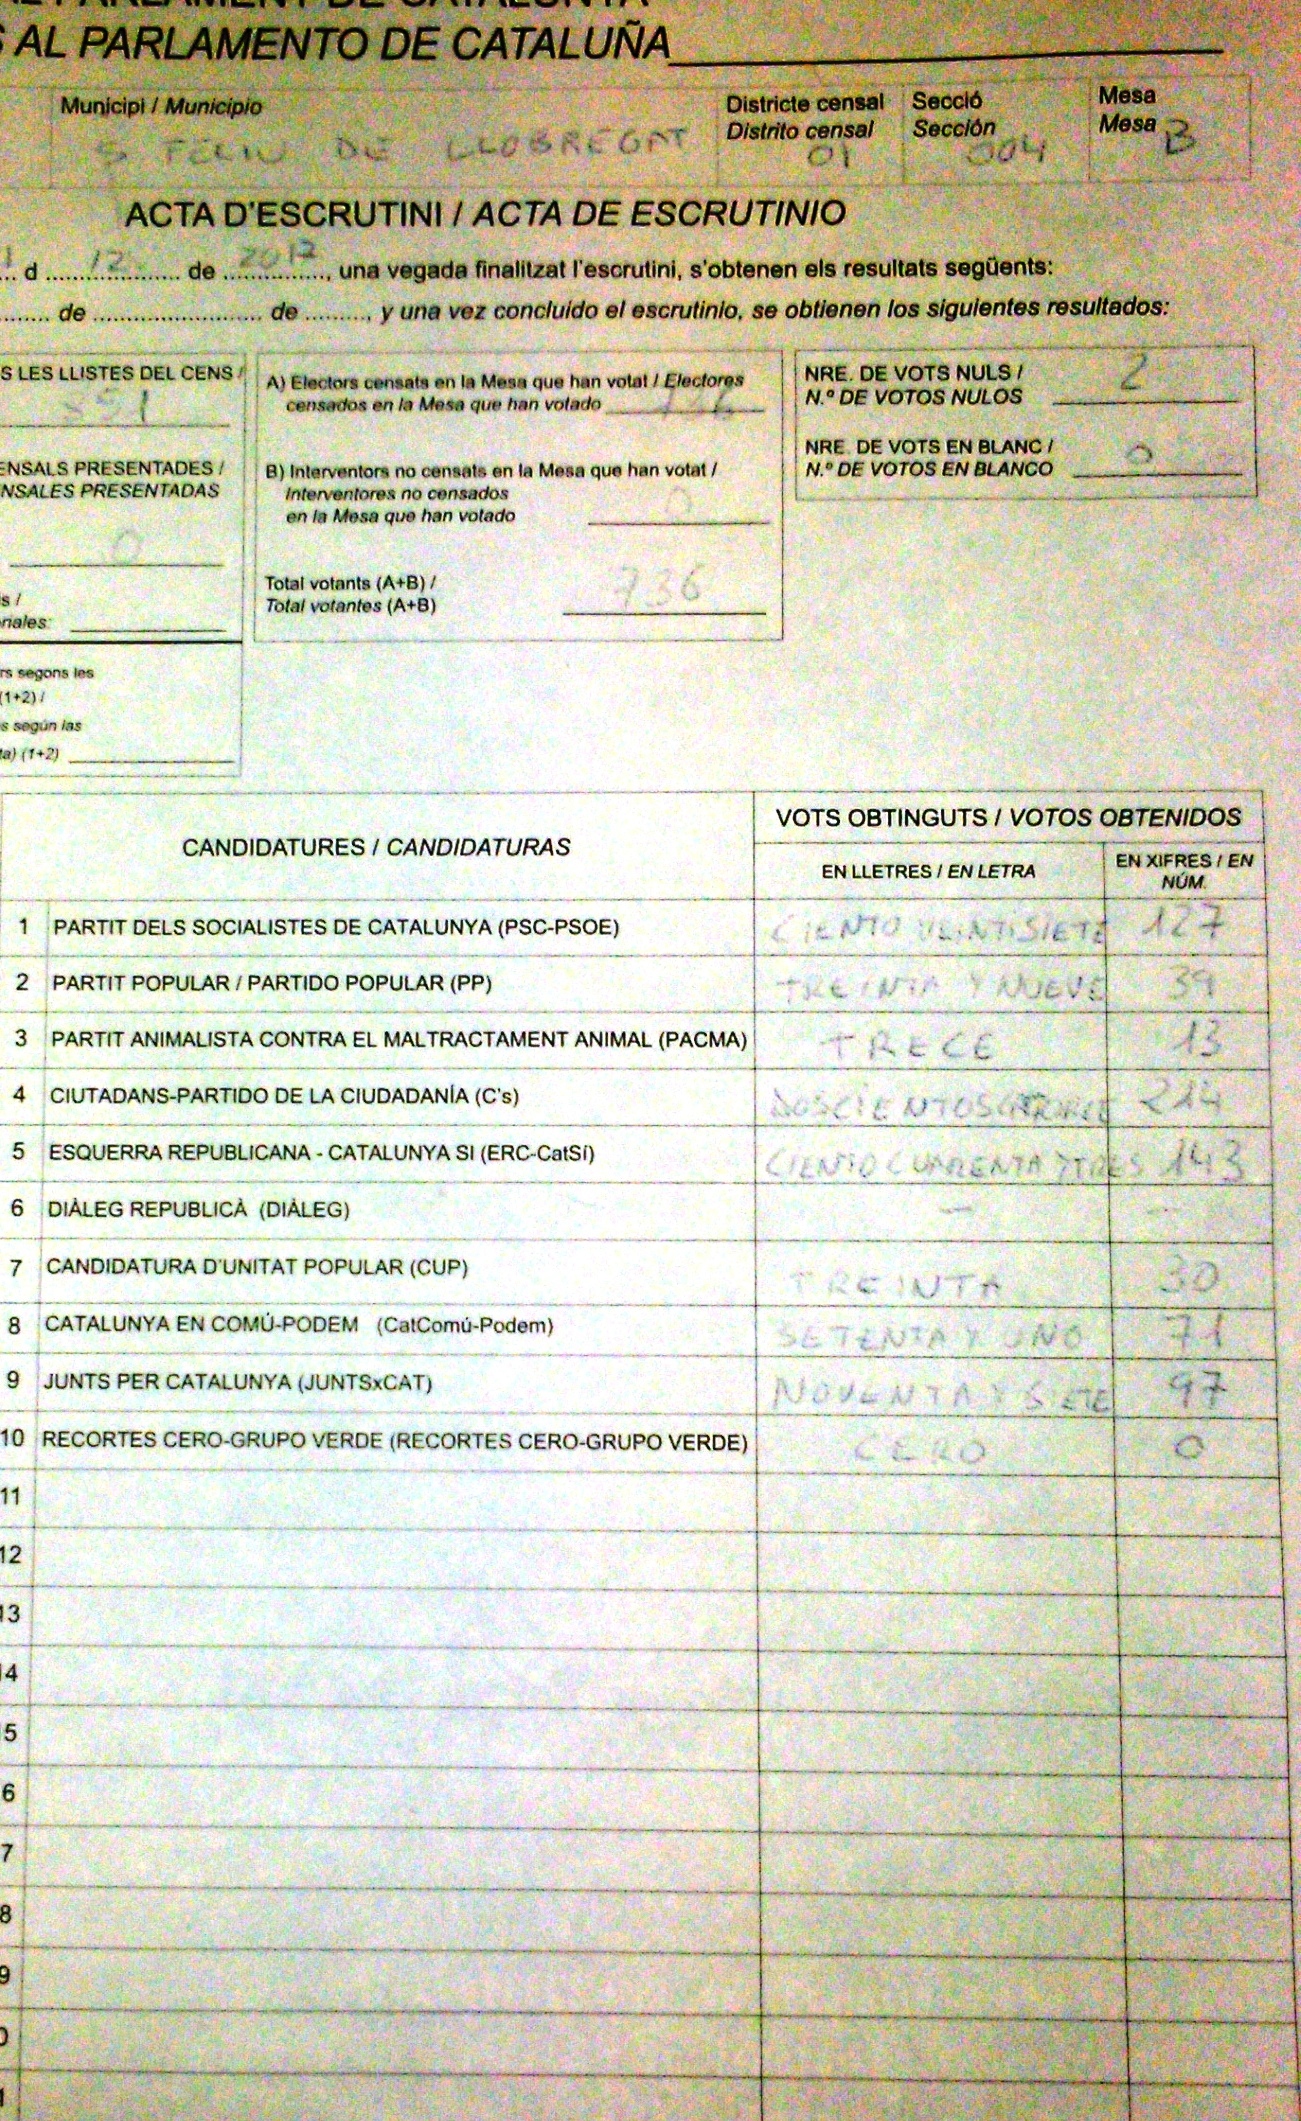 S AL PARLAMENTO DE CATALUÑA
Municipi / Municipio
S. FELIU DE LLOBREGAT
Districte censal
Distrito censal
01
Secció
Sección
004
Mesa
Mesa
B
ACTA D'ESCRUTINI / ACTA DE ESCRUTINIO
d 12 de 2017, una vegada finalitzat l'escrutini, s'obtenen els resultats següents:
de de de , y una vez concluido el escrutinio, se obtienen los siguientes resultados:
S LES LLISTES DEL CENS /
ENSALS PRESENTADES /
NSALES PRESENTADAS
0
rs segons les
(1+2) /
s según las
(1+2)
A) Electors censats en la Mesa que han votat / Electores
censados en la Mesa que han votado
B) Interventors no censats en la Mesa que han votat /
Interventores no censados
en la Mesa que han votado
0
Total votants (A+B) /
Total votantes (A+B)
736
NRE. DE VOTS NULS /
N.º DE VOTOS NULOS
2
NRE. DE VOTS EN BLANC /
N.º DE VOTOS EN BLANCO
0
CANDIDATURES / CANDIDATURAS
VOTS OBTINGUTS / VOTOS OBTENIDOS
EN LLETRES / EN LETRA
EN XIFRES / EN NÚM.
1 PARTIT DELS SOCIALISTES DE CATALUNYA (PSC-PSOE) CIENTO VEINTISIETE 127
2 PARTIT POPULAR / PARTIDO POPULAR (PP) TREINTA Y NUEVE 39
3 PARTIT ANIMALISTA CONTRA EL MALTRACTAMENT ANIMAL (PACMA) TRECE 13
4 CIUTADANS-PARTIDO DE LA CIUDADANÍA (C's) DOSCIENTOS CATORCE 214
5 ESQUERRA REPUBLICANA - CATALUNYA SI (ERC-CatSí) CIENTO CUARENTA Y TRES 143
6 DIÀLEG REPUBLICÀ (DIÀLEG) -
7 CANDIDATURA D'UNITAT POPULAR (CUP) TREINTA 30
8 CATALUNYA EN COMÚ-PODEM (CatComú-Podem) SETENTA Y UNO 71
9 JUNTS PER CATALUNYA (JUNTSxCAT) NOVENTA Y SIETE 97
10 RECORTES CERO-GRUPO VERDE (RECORTES CERO-GRUPO VERDE) CERO 0
11
12
13
14
5
6
7
8
9
0
1